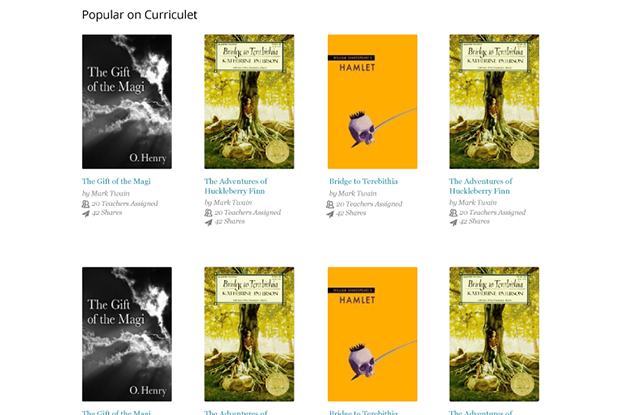 Popular on Curriculet
The Gift
of the Magi
O. Henry
Bridge to Terabithia
KATHERINE PATERSON
WILLIAM SHAKESPEARE'S
HAMLET
Bridge to Terabithia
KATHERINE PATERSON
The Gift of the Magi
by Mark Twain
20 Teachers Assigned
42 Shares
The Adventures of
Huckleberry Finn
by Mark Twain
20 Teachers Assigned
42 Shares
Bridge to Terebithia
by Mark Twain
20 Teachers Assigned
42 Shares
The Adventures of
Huckleberry Finn
by Mark Twain
20 Teachers Assigned
42 Shares
The Gift
of the Magi
O. Henry
Bridge to Terabithia
KATHERINE PATERSON
WILLIAM SHAKESPEARE'S
HAMLET
Bridge to Terabithia
KATHERINE PATERSON
The Gift of the Magi
The Adventures of
Bridge to Terebithia
The Adventures of